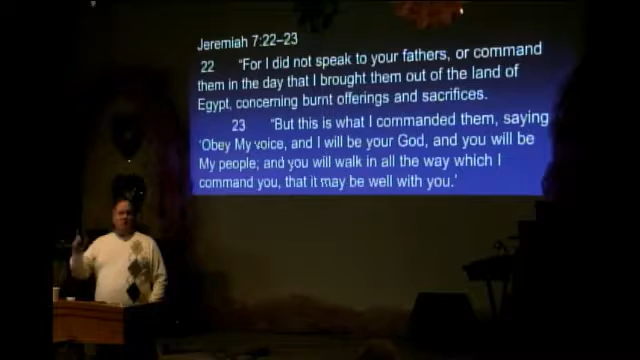 Jeremiah 7:22–23
22 "For I did not speak to your fathers, or command
them in the day that I brought them out of the land of
Egypt, concerning burnt offerings and sacrifices.
23 "But this is what I commanded them, saying
'Obey My voice, and I will be your God, and you will be
My people; and you will walk in all the way which I
command you, that it may be well with you.'